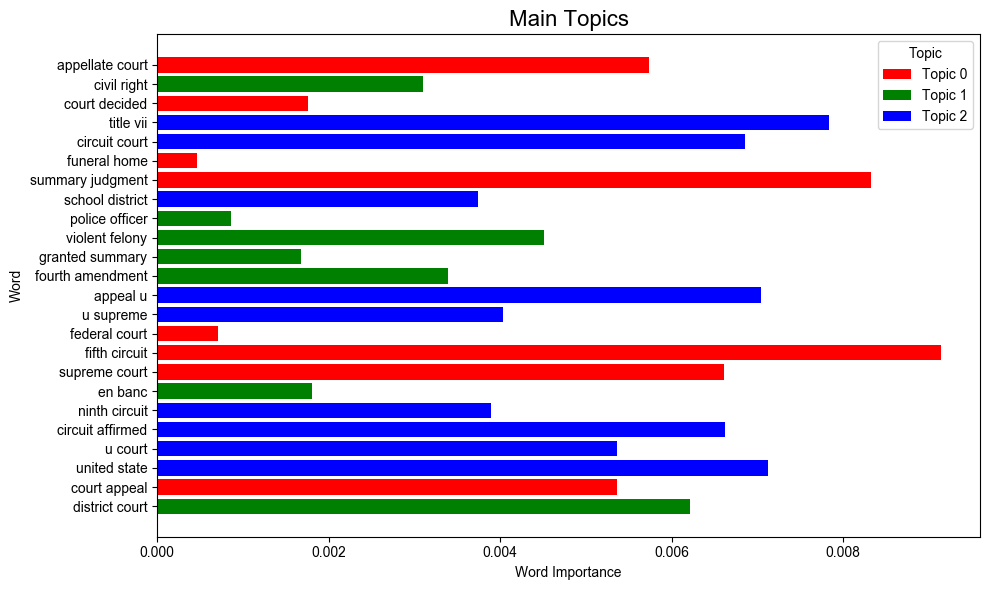 Main Topics
Word
appellate court
civil right
court decided
title vii
circuit court
funeral home
summary judgment
school district
police officer
violent felony
granted summary
fourth amendment
appeal u
u supreme
federal court
fifth circuit
supreme court
en banc
ninth circuit
circuit affirmed
u court
united state
court appeal
district court
Topic
Topic 0
Topic 1
Topic 2
0.000 0.002 0.004 0.006 0.008
Word Importance